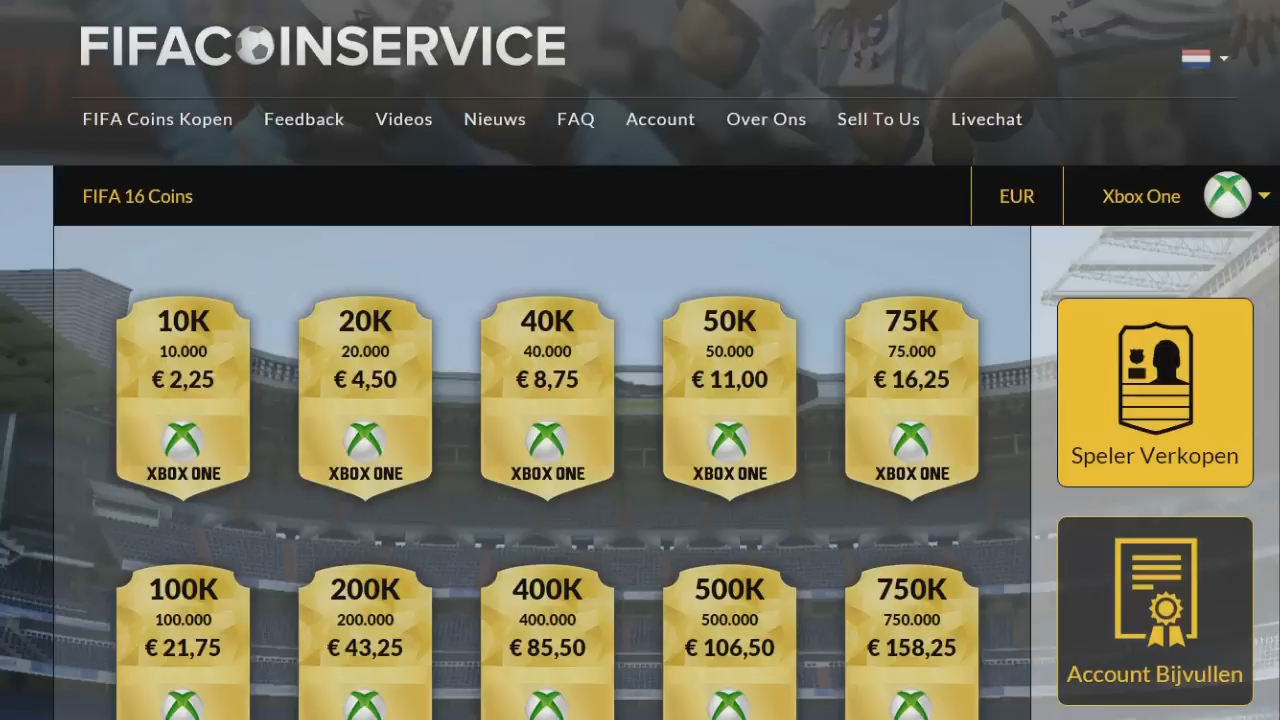 FIFACOINSERVICE
FIFA Coins Kopen Feedback Videos Nieuws FAQ Account Over Ons Sell To Us Livechat
FIFA 16 Coins EUR Xbox One
10K 20K 40K 50K 75K
10.000 20.000 40.000 50.000 75.000
€ 2,25 € 4,50 € 8,75 € 11,00 € 16,25
XBOX ONE XBOX ONE XBOX ONE XBOX ONE XBOX ONE
Speler Verkopen
100K 200K 400K 500K 750K
100.000 200.000 400.000 500.000 750.000
€ 21,75 € 43,25 € 85,50 € 106,50 € 158,25
Account Bijvullen